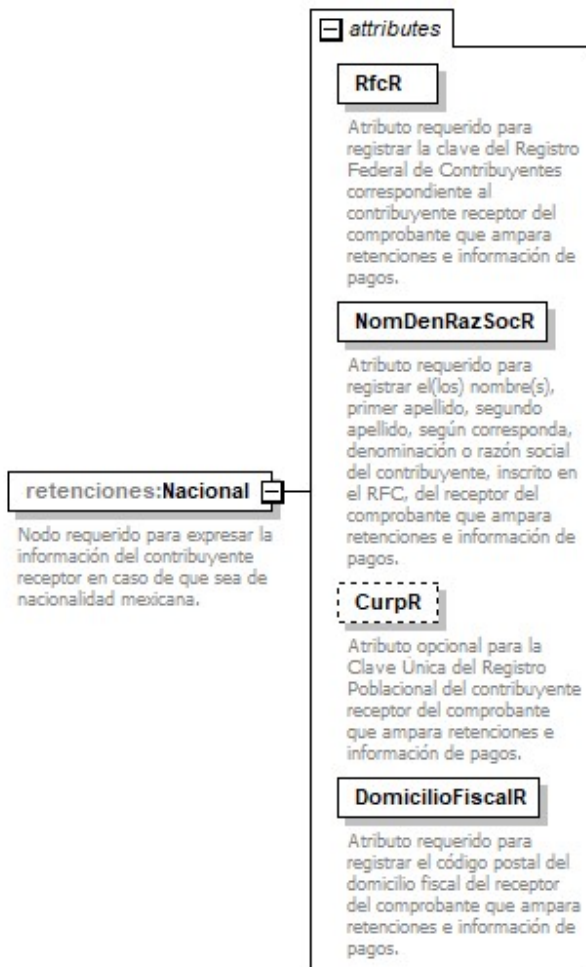 attributes
RfcR
Atributo requerido para
registrar la clave del Registro
Federal de Contribuyentes
correspondiente al
contribuyente receptor del
comprobante que ampara
retenciones e información de
pagos.
NomDenRazSocR
Atributo requerido para
registrar el(los) nombre(s),
primer apellido, segundo
apellido, según corresponda,
denominación o razón social
del contribuyente, inscrito en
el RFC, del receptor del
comprobante que ampara
retenciones e información de
pagos.
retenciones:Nacional
Nodo requerido para expresar la
información del contribuyente
receptor en caso de que sea de
nacionalidad mexicana.
CurpR
Atributo opcional para la
Clave Única del Registro
Poblacional del contribuyente
receptor del comprobante
que ampara retenciones e
información de pagos.
DomicilioFiscalR
Atributo requerido para
registrar el código postal del
domicilio fiscal del receptor
del comprobante que ampara
retenciones e información de
pagos.